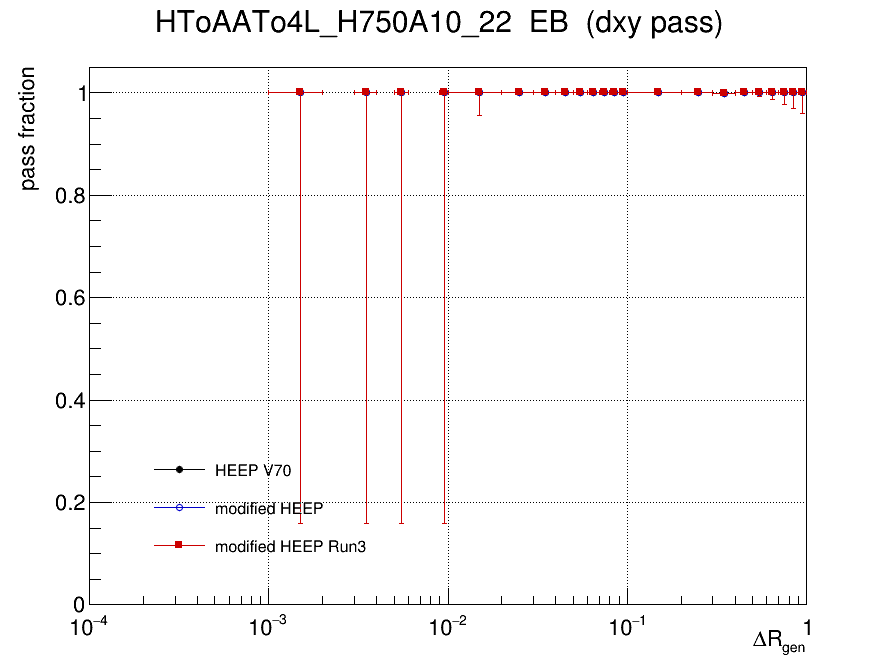 HToAATo4L_H750A10_22 EB (dxy pass)
pass fraction
1
0.8
0.6
0.4
0.2
0
HEEP V70
modified HEEP
modified HEEP Run3
10⁻⁴ 10⁻³ 10⁻² 10⁻¹ 1
ΔR_gen